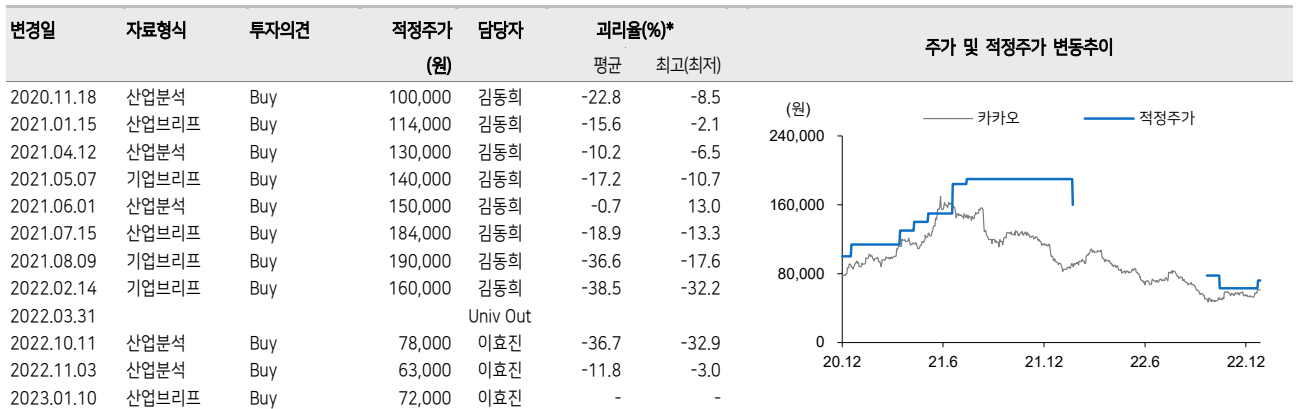 변경일 자료형식 투자의견 적정주가 담당자 괴리율(%)*
(원) 평균 최고(최저)
2020.11.18 산업분석 Buy 100,000 김동희 -22.8 -8.5
2021.01.15 산업브리프 Buy 114,000 김동희 -15.6 -2.1
2021.04.12 산업분석 Buy 130,000 김동희 -10.2 -6.5
2021.05.07 기업브리프 Buy 140,000 김동희 -17.2 -10.7
2021.06.01 산업분석 Buy 150,000 김동희 -0.7 13.0
2021.07.15 산업브리프 Buy 184,000 김동희 -18.9 -13.3
2021.08.09 기업브리프 Buy 190,000 김동희 -36.6 -17.6
2022.02.14 기업브리프 Buy 160,000 김동희 -38.5 -32.2
2022.03.31 Univ Out
2022.10.11 산업분석 Buy 78,000 이효진 -36.7 -32.9
2022.11.03 산업분석 Buy 63,000 이효진 -11.8 -3.0
2023.01.10 산업브리프 Buy 72,000 이효진 - -
주가 및 적정주가 변동추이
(원)
카카오 적정주가
240,000
160,000
80,000
0
20.12 21.6 21.12 22.6 22.12